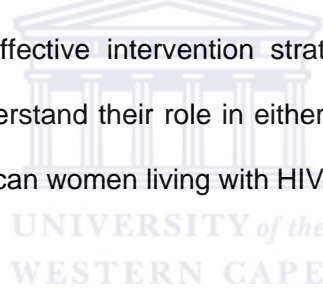 ffective intervention strat
erstand their role in either
can women living with HIV
UNIVERSITY of the
WESTERN CAPE